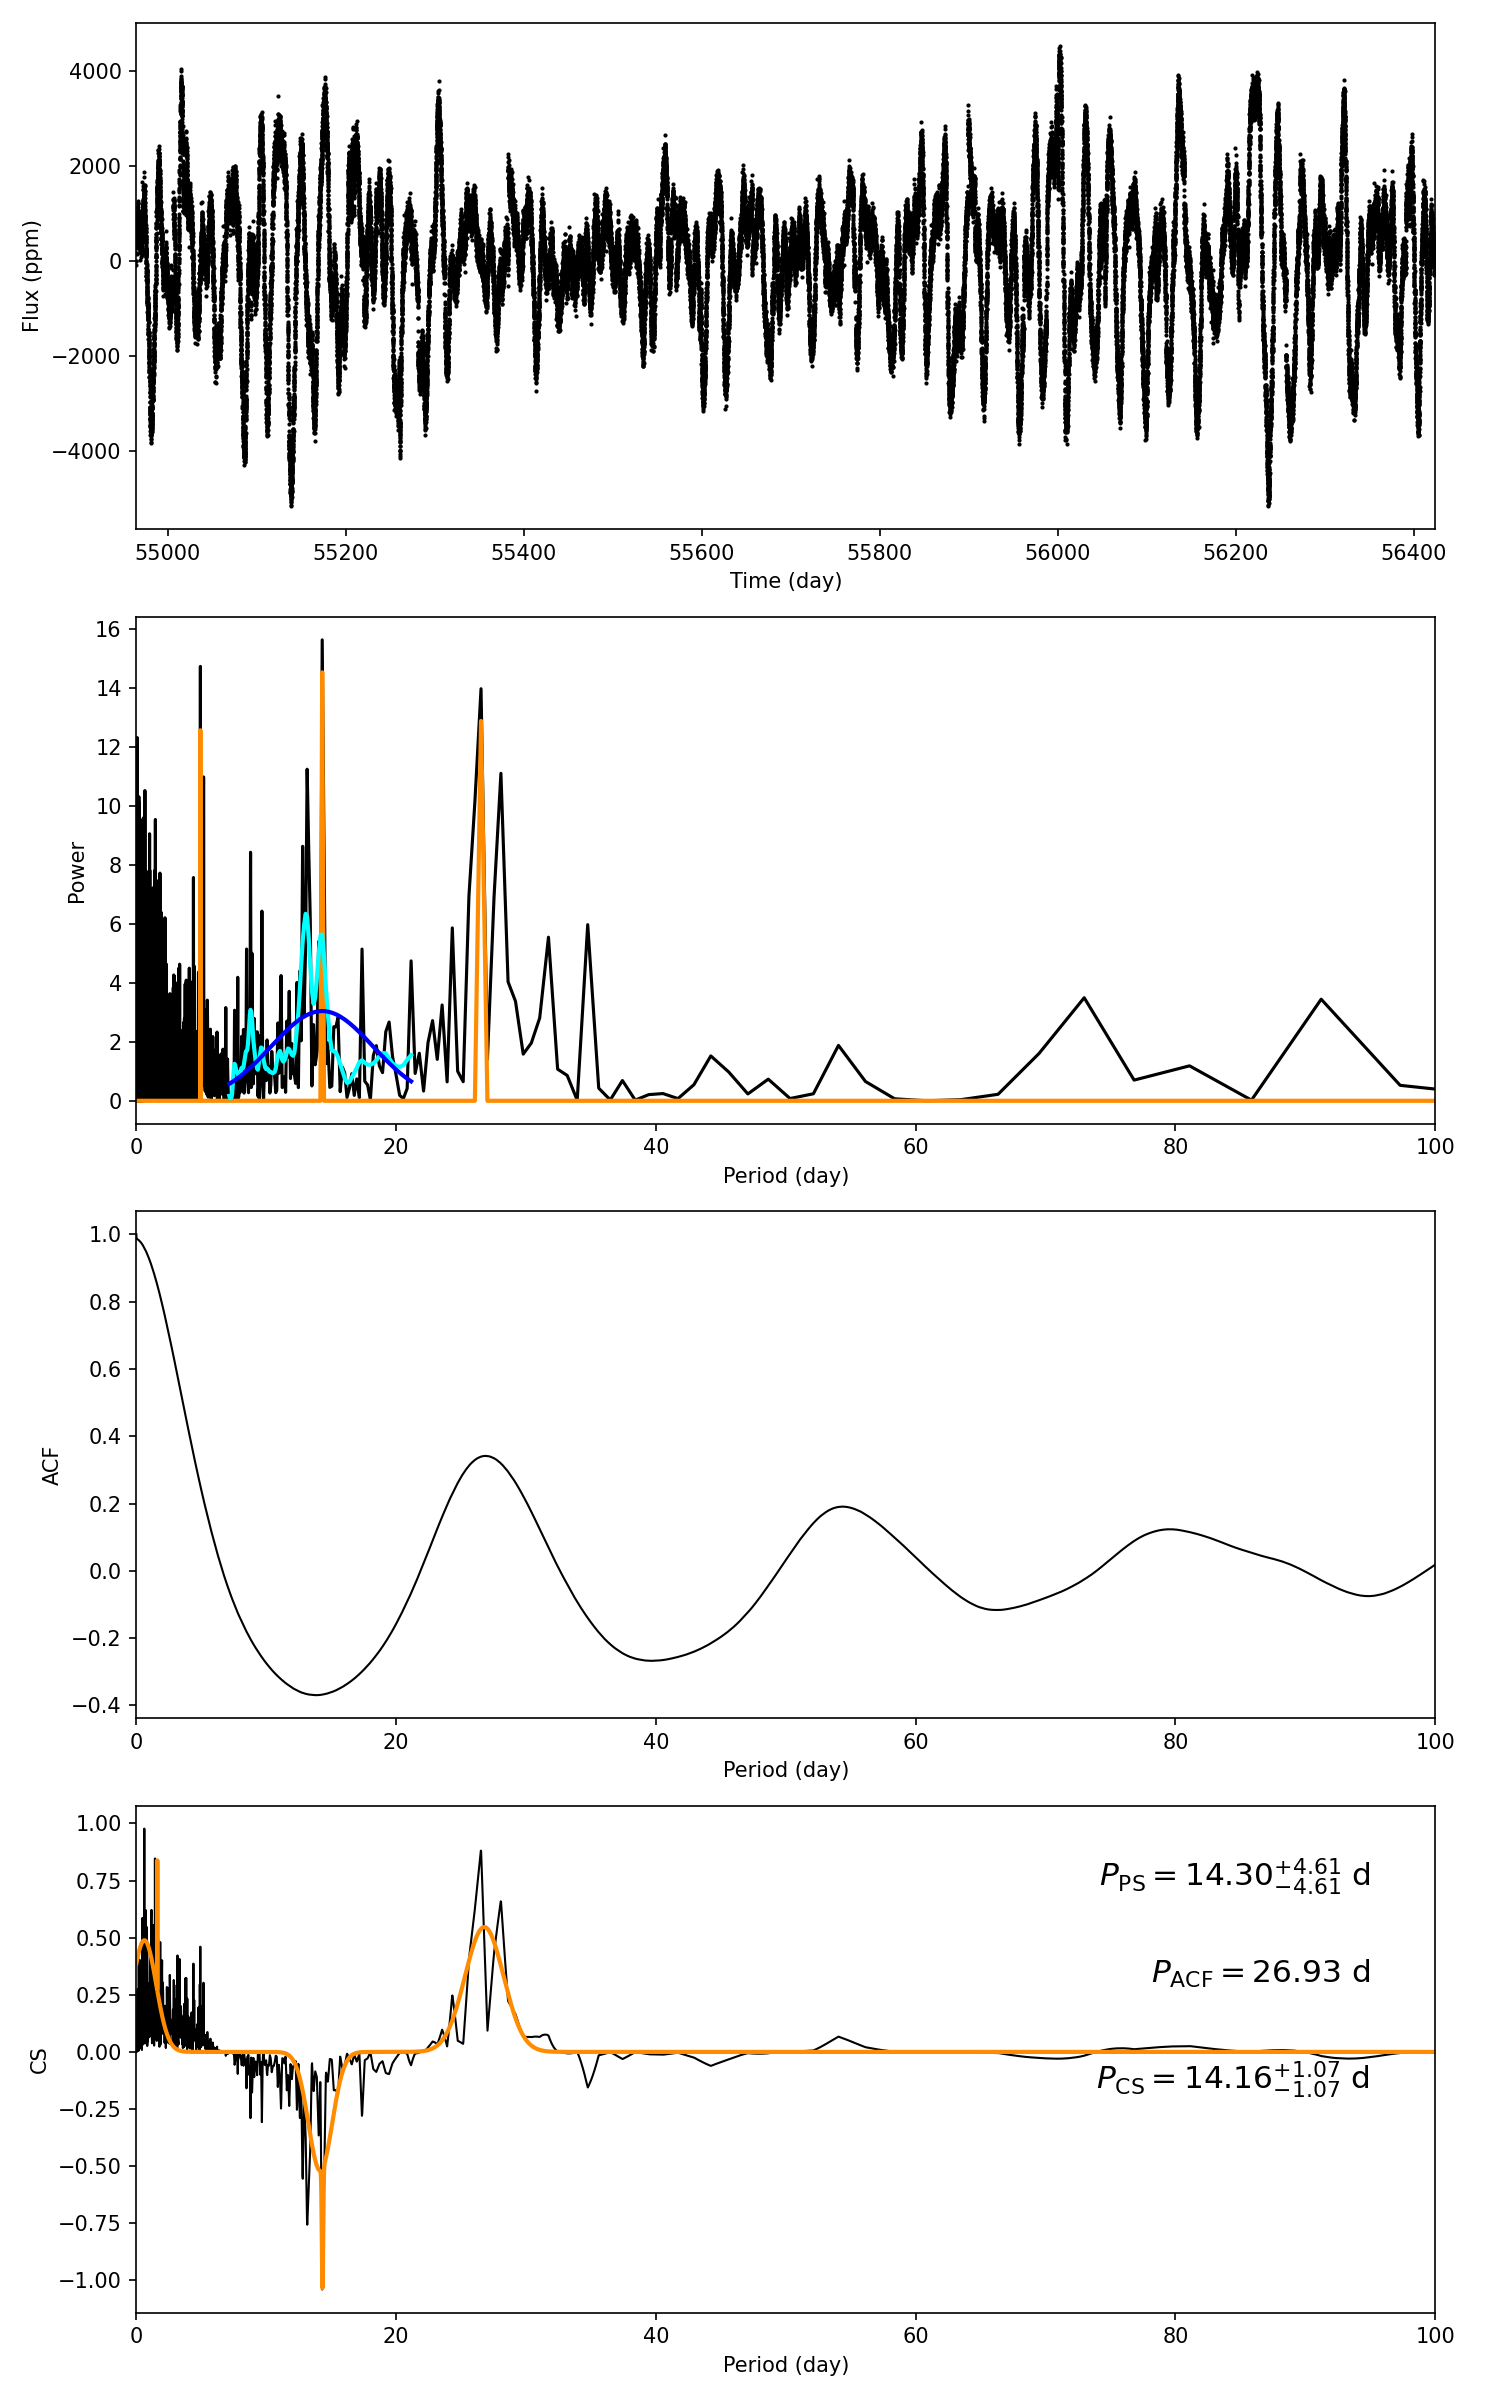 4000
2000
0
−2000
−4000
Flux (ppm)
55000 55200 55400 55600 55800 56000 56200 56400
Time (day)
16
14
12
10
8
6
4
2
0
Power
0 20 40 60 80 100
Period (day)
1.0
0.8
0.6
0.4
0.2
0.0
−0.2
−0.4
ACF
0 20 40 60 80 100
Period (day)
1.00
0.75
0.50
0.25
0.00
−0.25
−0.50
−0.75
−1.00
CS
P_PS = 14.30^{+4.61}_{−4.61} d
P_ACF = 26.93 d
P_CS = 14.16^{+1.07}_{−1.07} d
0 20 40 60 80 100
Period (day)